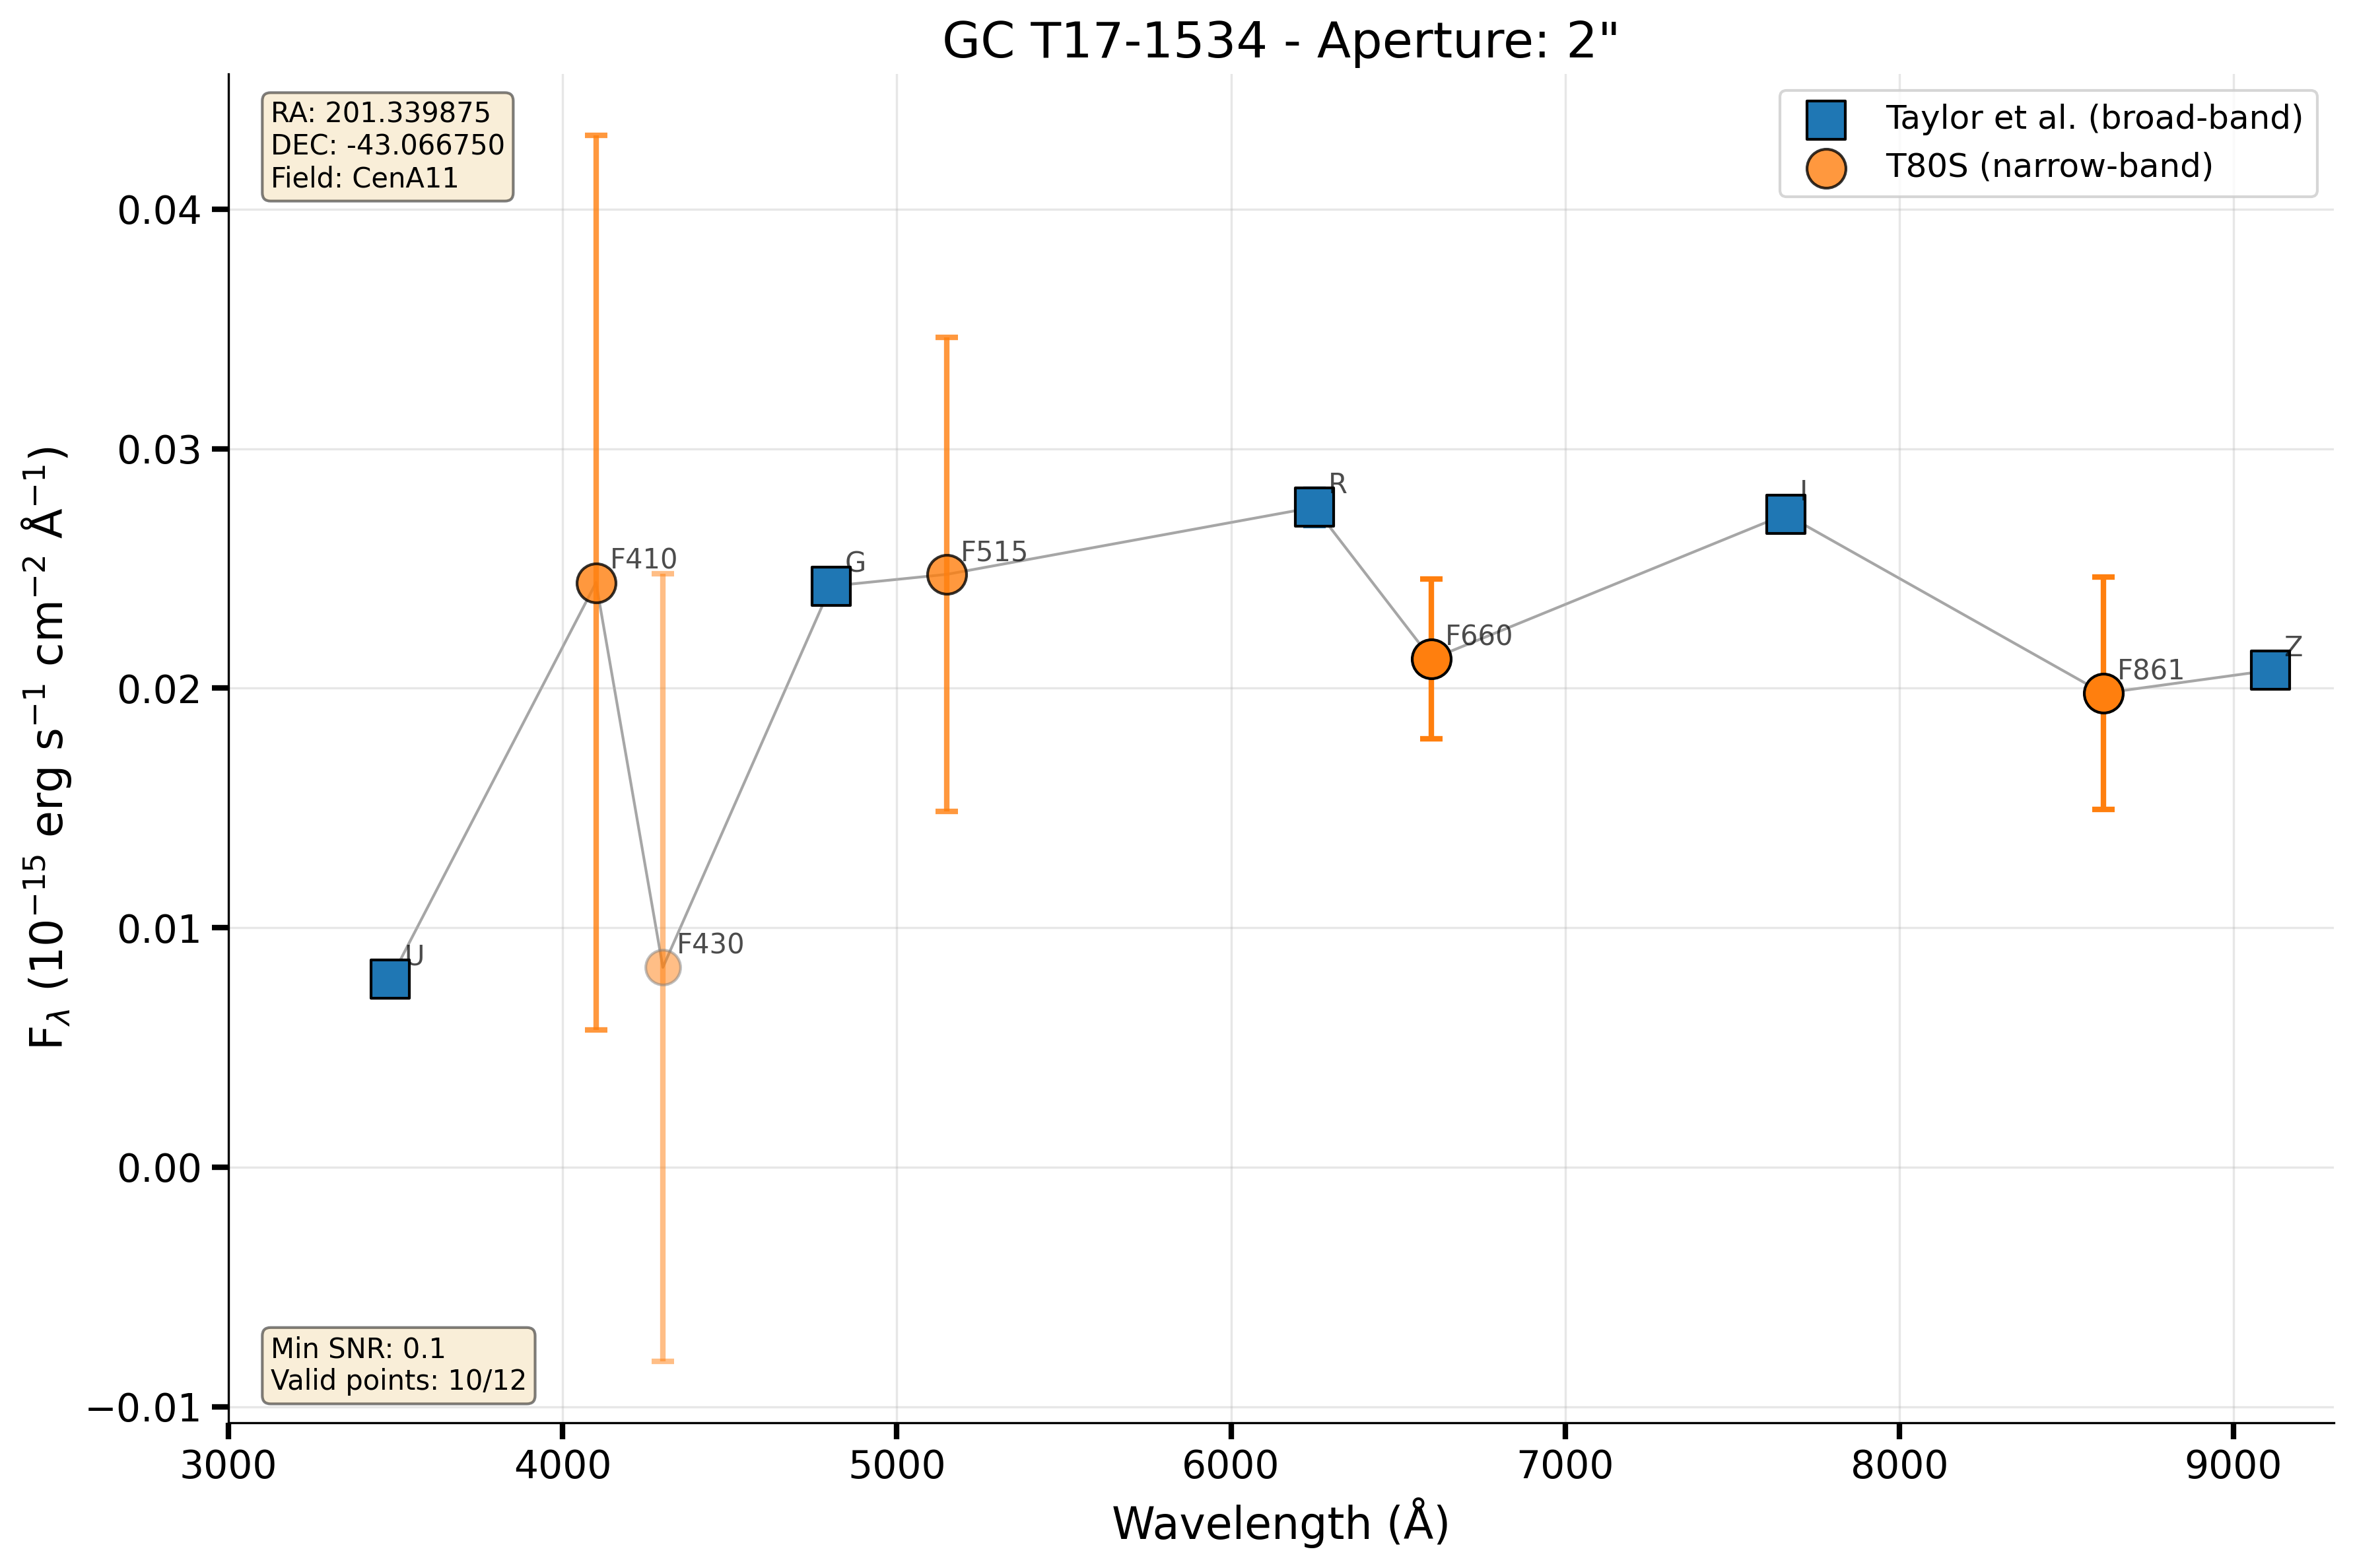 GC T17-1534 - Aperture: 2"
RA: 201.339875
DEC: -43.066750
Field: CenA11
Taylor et al. (broad-band)
T80S (narrow-band)
F_λ (10⁻¹⁵ erg s⁻¹ cm⁻² Å⁻¹)
0.04
0.03
0.02
0.01
0.00
−0.01
U
F410
F430
G
F515
R
F660
I
F861
Z
Min SNR: 0.1
Valid points: 10/12
3000 4000 5000 6000 7000 8000 9000
Wavelength (Å)